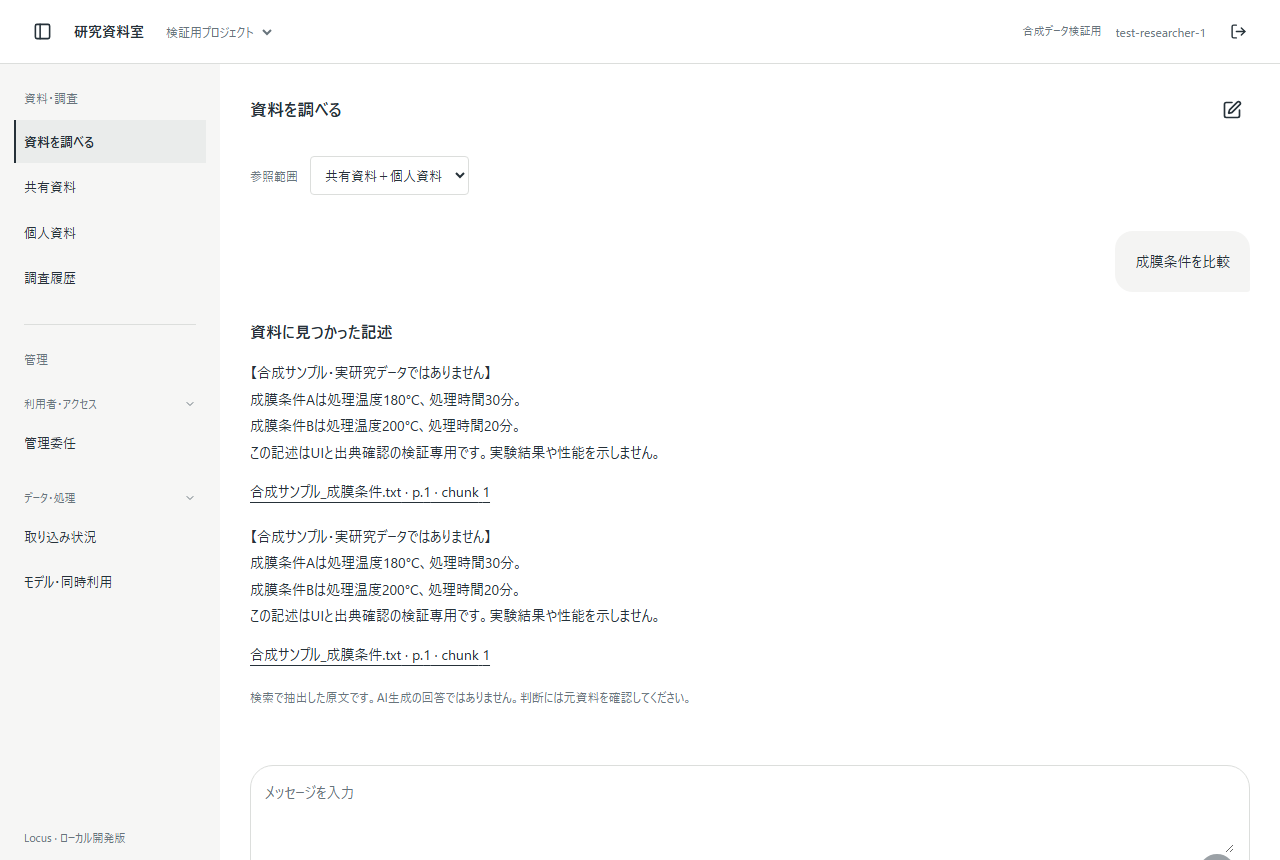 研究資料室
検証用プロジェクト
合成データ検証用
test-researcher-1
資料・調査
資料を調べる
共有資料
個人資料
調査履歴
管理
利用者・アクセス
管理委任
データ・処理
取り込み状況
モデル・同時利用
Locus · ローカル開発版
資料を調べる
参照範囲
共有資料＋個人資料
成膜条件を比較
資料に見つかった記述
【合成サンプル・実研究データではありません】
成膜条件Aは処理温度180°C、処理時間30分。
成膜条件Bは処理温度200°C、処理時間20分。
この記述はUIと出典確認の検証専用です。実験結果や性能を示しません。
合成サンプル_成膜条件.txt · p.1 · chunk 1
【合成サンプル・実研究データではありません】
成膜条件Aは処理温度180°C、処理時間30分。
成膜条件Bは処理温度200°C、処理時間20分。
この記述はUIと出典確認の検証専用です。実験結果や性能を示しません。
合成サンプル_成膜条件.txt · p.1 · chunk 1
検索で抽出した原文です。AI生成の回答ではありません。判断には元資料を確認してください。
メッセージを入力